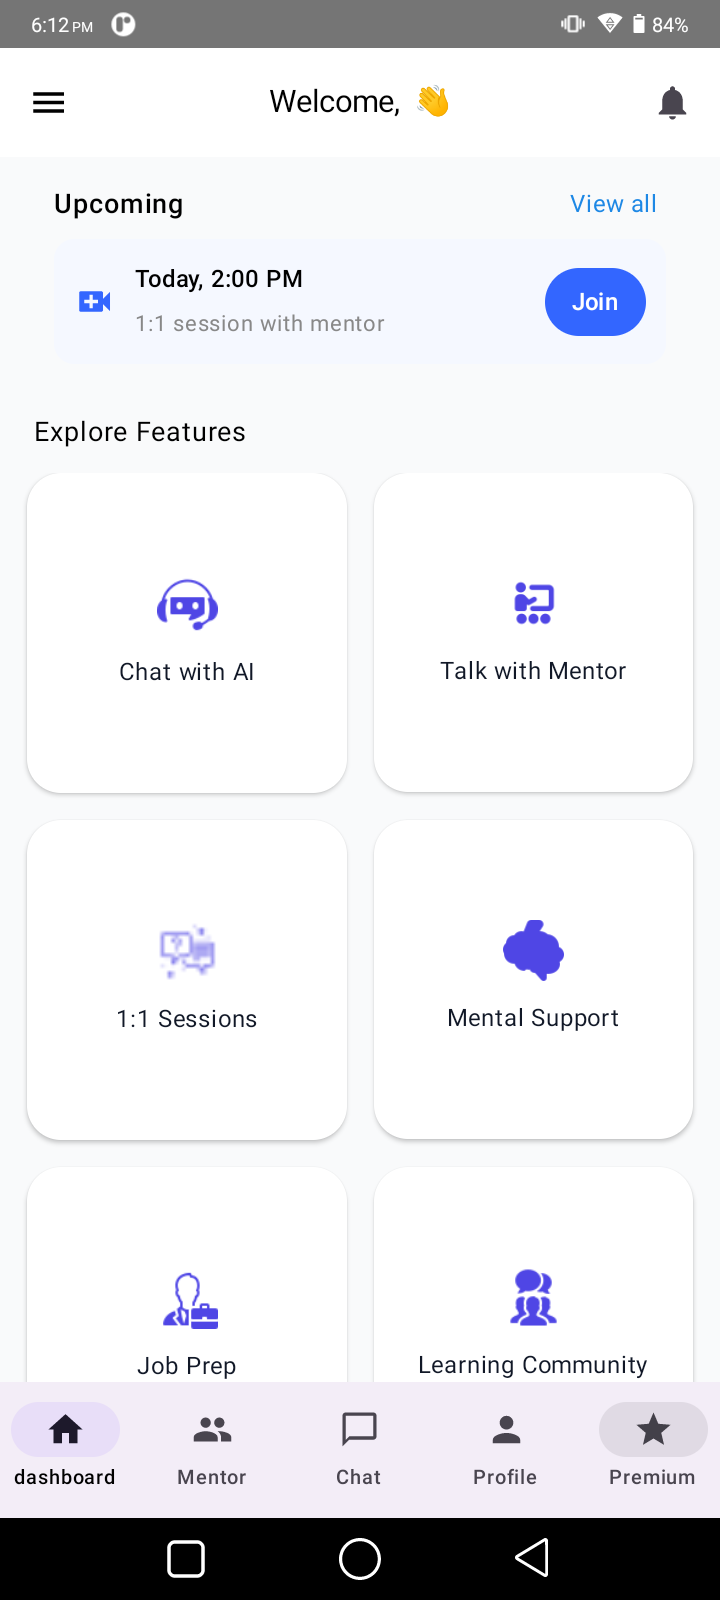 6:12 PM
84%
Welcome, 👋
Upcoming
View all
Today, 2:00 PM
1:1 session with mentor
Join
Explore Features
Chat with AI
Talk with Mentor
1:1 Sessions
Mental Support
Job Prep
Learning Community
dashboard
Mentor
Chat
Profile
Premium